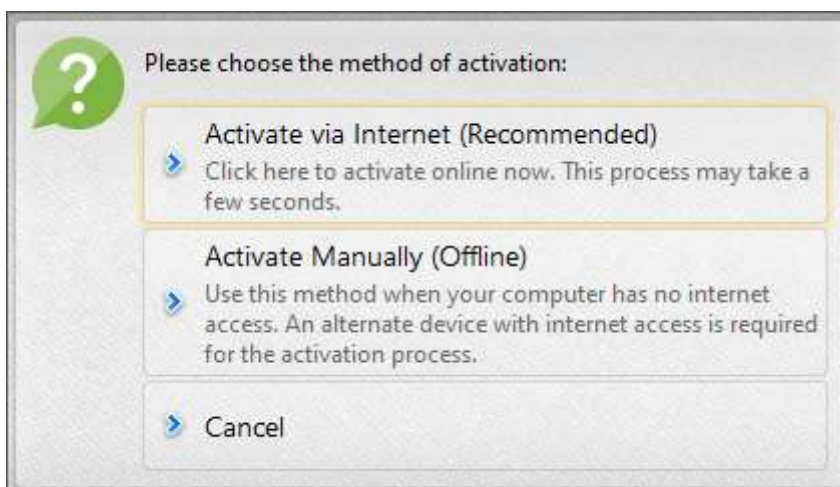 Please choose the method of activation:
Activate via Internet (Recommended)
Click here to activate online now. This process may take a
few seconds.
Activate Manually (Offline)
Use this method when your computer has no internet
access. An alternate device with internet access is required
for the activation process.
Cancel